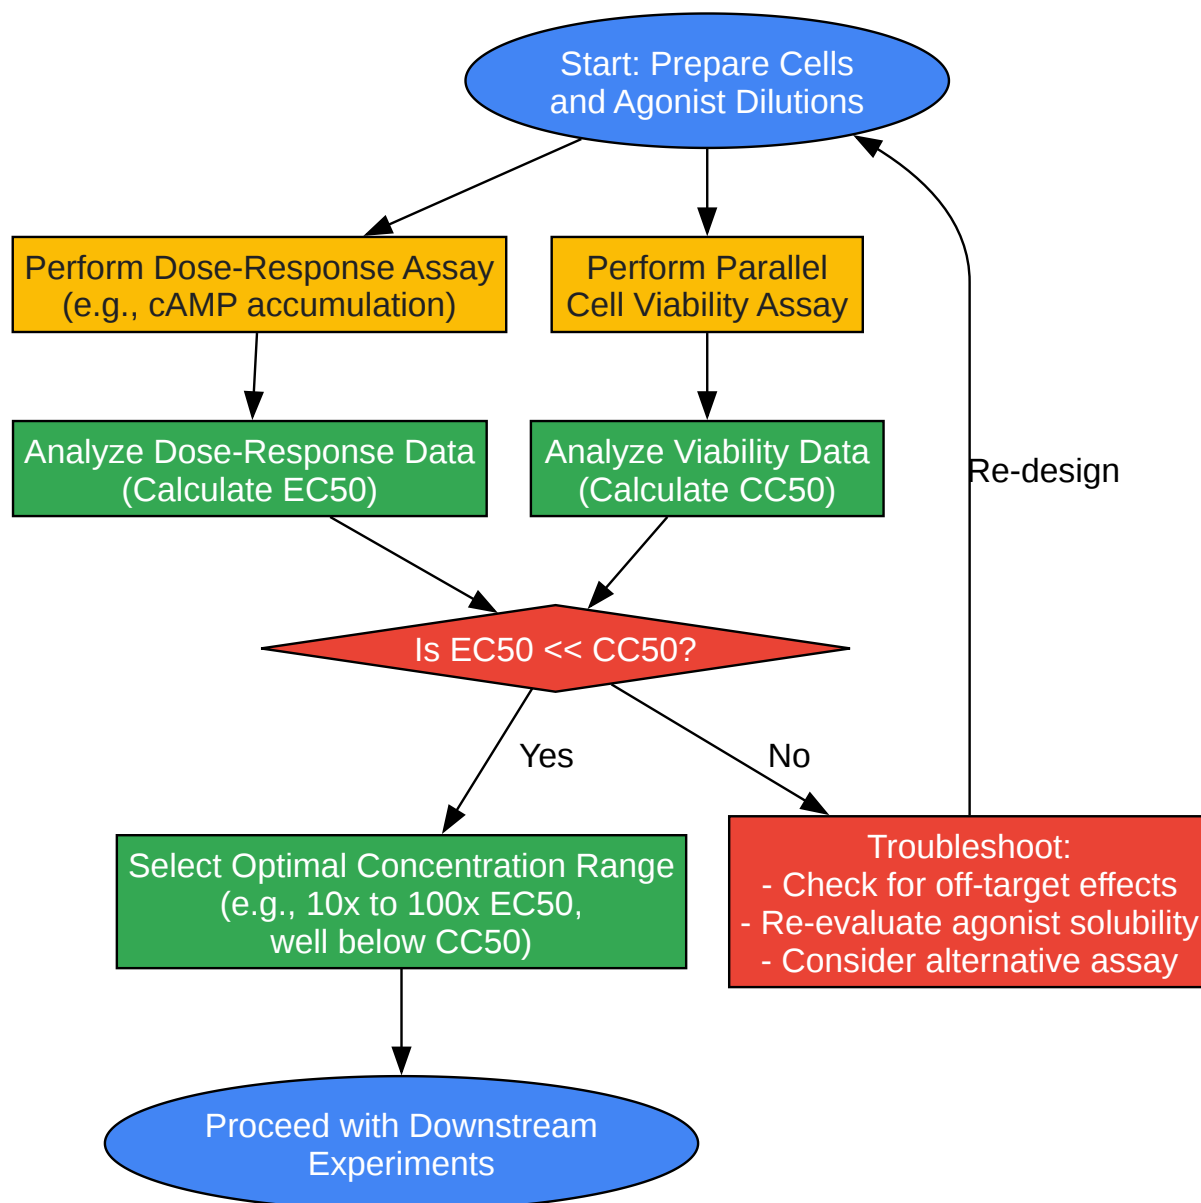 Start: Prepare Cells
and Agonist Dilutions
Perform Dose-Response Assay
(e.g., cAMP accumulation)
Perform Parallel
Cell Viability Assay
Analyze Dose-Response Data
(Calculate EC50)
Analyze Viability Data
(Calculate CC50)
Re-design
Is EC50 << CC50?
Yes
No
Select Optimal Concentration Range
(e.g., 10x to 100x EC50,
well below CC50)
Troubleshoot:
- Check for off-target effects
- Re-evaluate agonist solubility
- Consider alternative assay
Proceed with Downstream
Experiments